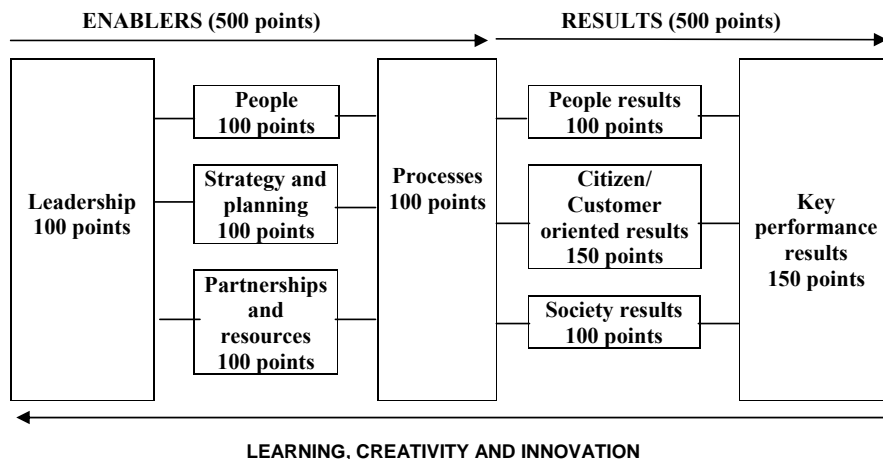 ENABLERS (500 points)
RESULTS (500 points)
Leadership
100 points
People
100 points
Strategy and
planning
100 points
Partnerships
and
resources
100 points
Processes
100 points
People results
100 points
Citizen/
Customer
oriented results
150 points
Society results
100 points
Key
performance
results
150 points
LEARNING, CREATIVITY AND INNOVATION